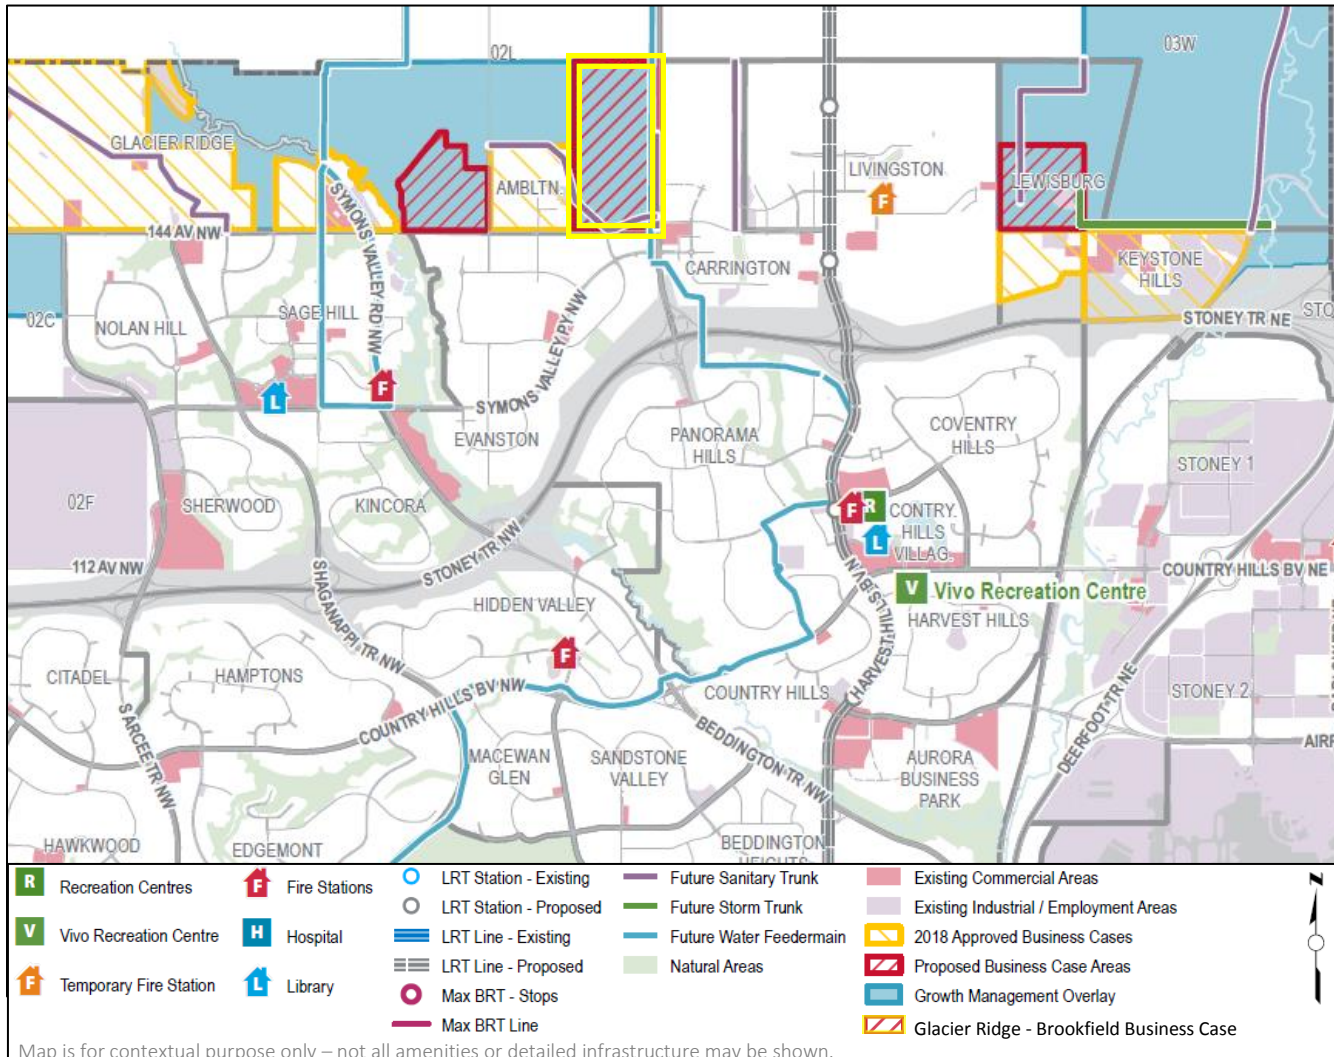 02L
03W
GLACIER RIDGE
AMBLTN.
LIVINGSTON
F
LEWISBURG
SYMONS VALLEY RD NW
144 AV NW
CARRINGTON
KEYSTONE
HILLS
02C
NOLAN HILL
SAGE HILL
STONEY TR NE
L
F
SYMONS VALLEY PY NW
EVANSTON
PANORAMA
HILLS
COVENTRY
HILLS
STONEY 1
02F
SHERWOOD
KINCORA
F R
CONTRY.
HILLS
VILLAG.
L
112 AV NW
SHAGANAPPI TR NW
STONEY TR NW
COUNTRY HILLS BV NE
V Vivo Recreation Centre
HIDDEN VALLEY
HARVEST HILLS BV N
HARVEST HILLS
F
CITADEL
HAMPTONS
COUNTRY HILLS
STONEY 2
SARCEE TR NW
COUNTRY HILLS BV NW
BEDDINGTON TR NW
DEERFOOT TR NE
MACEWAN
GLEN
SANDSTONE
VALLEY
AURORA
BUSINESS
PARK
HAWKWOOD
EDGEMONT
BEDDINGTON
HEIGHTS
R Recreation Centres
V Vivo Recreation Centre
F Temporary Fire Station
F Fire Stations
H Hospital
L Library
LRT Station - Existing
LRT Station - Proposed
LRT Line - Existing
LRT Line - Proposed
Max BRT - Stops
Max BRT Line
Future Sanitary Trunk
Future Storm Trunk
Future Water Feedermain
Natural Areas
Existing Commercial Areas
Existing Industrial / Employment Areas
2018 Approved Business Cases
Proposed Business Case Areas
Growth Management Overlay
Glacier Ridge - Brookfield Business Case
N
Map is for contextual purpose only – not all amenities or detailed infrastructure may be shown.